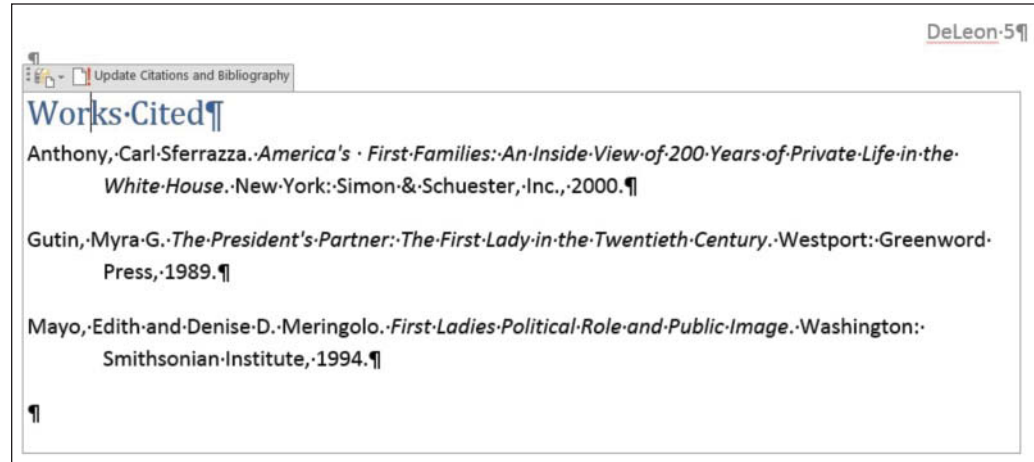 DeLeon·5¶
¶
Update Citations and Bibliography
Works·Cited¶
Anthony,·Carl·Sferrazza.·America's · First·Families:·An·Inside·View·of·200·Years·of·Private·Life·in·the·
White·House.·New·York:·Simon·&·Schuester,·Inc.,·2000.¶
Gutin,·Myra·G.·The·President's·Partner:·The·First·Lady·in·the·Twentieth·Century.·Westport:·Greenword·
Press,·1989.¶
Mayo,·Edith·and·Denise·D.·Meringolo.·First·Ladies·Political·Role·and·Public·Image.·Washington:·
Smithsonian·Institute,·1994.¶
¶